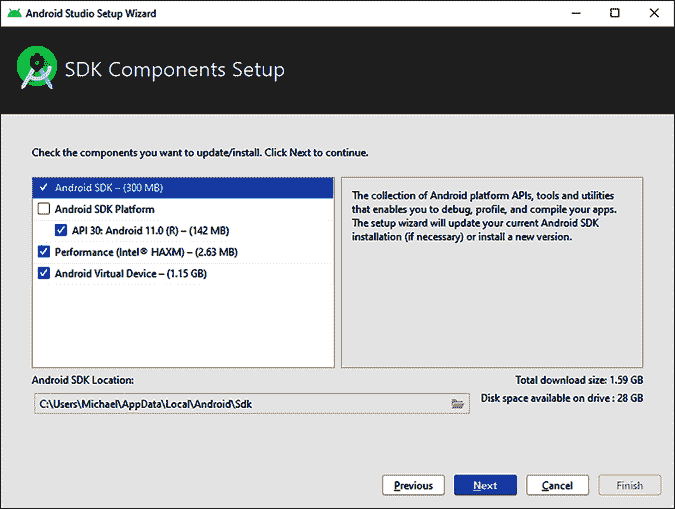 Android Studio Setup Wizard
SDK Components Setup
Check the components you want to update/install. Click Next to continue.
Android SDK – (300 MB)
Android SDK Platform
API 30: Android 11.0 (R) – (142 MB)
Performance (Intel® HAXM) – (2.63 MB)
Android Virtual Device – (1.15 GB)
The collection of Android platform APIs, tools and utilities
that enables you to debug, profile, and compile your apps.
The setup wizard will update your current Android SDK
installation (if necessary) or install a new version.
Android SDK Location:
C:\Users\Michael\AppData\Local\Android\Sdk
Total download size: 1.59 GB
Disk space available on drive : 28 GB
Previous
Next
Cancel
Finish